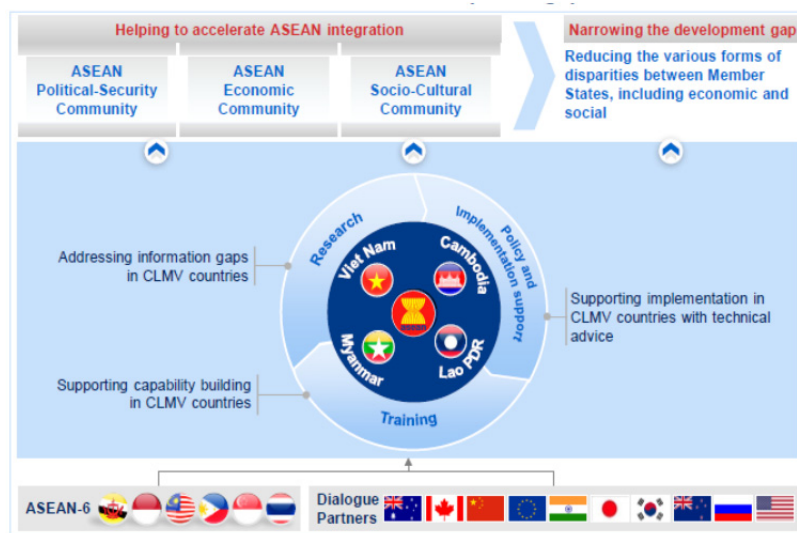 Helping to accelerate ASEAN integration
Narrowing the development gap
ASEAN
Political-Security
Community
ASEAN
Economic
Community
ASEAN
Socio-Cultural
Community
Reducing the various forms of
disparities between Member
States, including economic and
social
Research
Policy and
Implementation support
Training
Viet Nam
Cambodia
Myanmar
Lao PDR
asean
Addressing information gaps
in CLMV countries
Supporting capability building
in CLMV countries
Supporting implementation in
CLMV countries with technical
advice
ASEAN-6
Dialogue
Partners